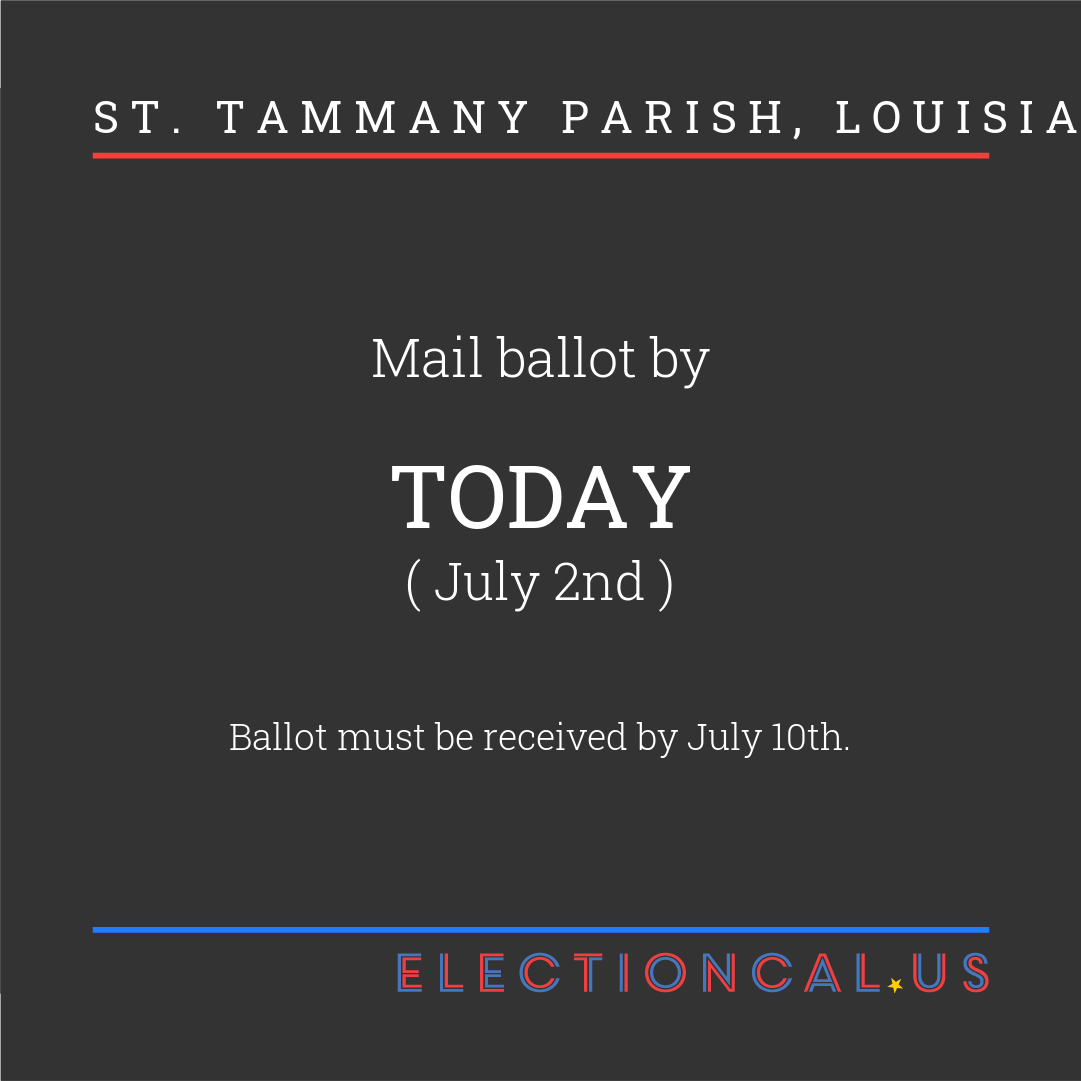 ST. TAMMANY PARISH, LOUISIA
Mail ballot by
TODAY
( July 2nd )
Ballot must be received by July 10th.
ELECTIONCAL.US